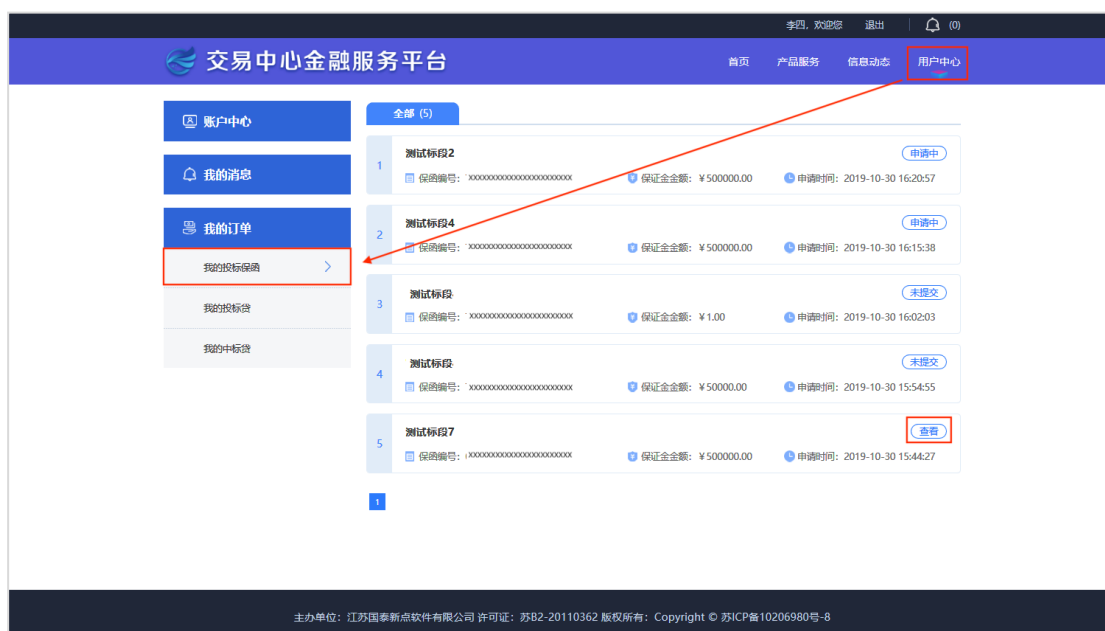 李四，欢迎您 退出 (0)
交易中心金融服务平台
首页 产品服务 信息动态 用户中心
账户中心
我的消息
我的订单
我的投标保函
我的投标贷
我的中标贷
全部 (5)
1
测试标段2
申请中
保函编号： xxxxxxxxxxxxxxxxxxxxxxx 保证金金额： ¥500000.00 申请时间：2019-10-30 16:20:57
2
测试标段4
申请中
保函编号： xxxxxxxxxxxxxxxxxxxxxxx 保证金金额： ¥500000.00 申请时间：2019-10-30 16:15:38
3
测试标段
未提交
保函编号： xxxxxxxxxxxxxxxxxxxxxxx 保证金金额： ¥1.00 申请时间：2019-10-30 16:02:03
4
测试标段
未提交
保函编号： xxxxxxxxxxxxxxxxxxxxxxx 保证金金额： ¥50000.00 申请时间：2019-10-30 15:54:55
5
测试标段7
查看
保函编号： xxxxxxxxxxxxxxxxxxxxxxx 保证金金额： ¥500000.00 申请时间：2019-10-30 15:44:27
1
主办单位：江苏国泰新点软件有限公司 许可证：苏B2-20110362 版权所有：Copyright © 苏ICP备10206980号-8